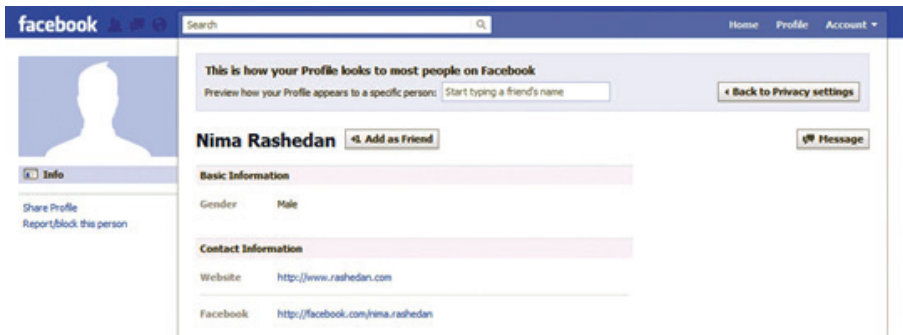 facebook
Search
Home Profile Account
This is how your Profile looks to most people on Facebook
Preview how your Profile appears to a specific person: Start typing a friend's name
Back to Privacy settings
Nima Rashedan
Add as Friend
Message
Info
Share Profile
Report/block this person
Basic Information
Gender Male
Contact Information
Website http://www.rashedan.com
Facebook http://facebook.com/nima.rashedan